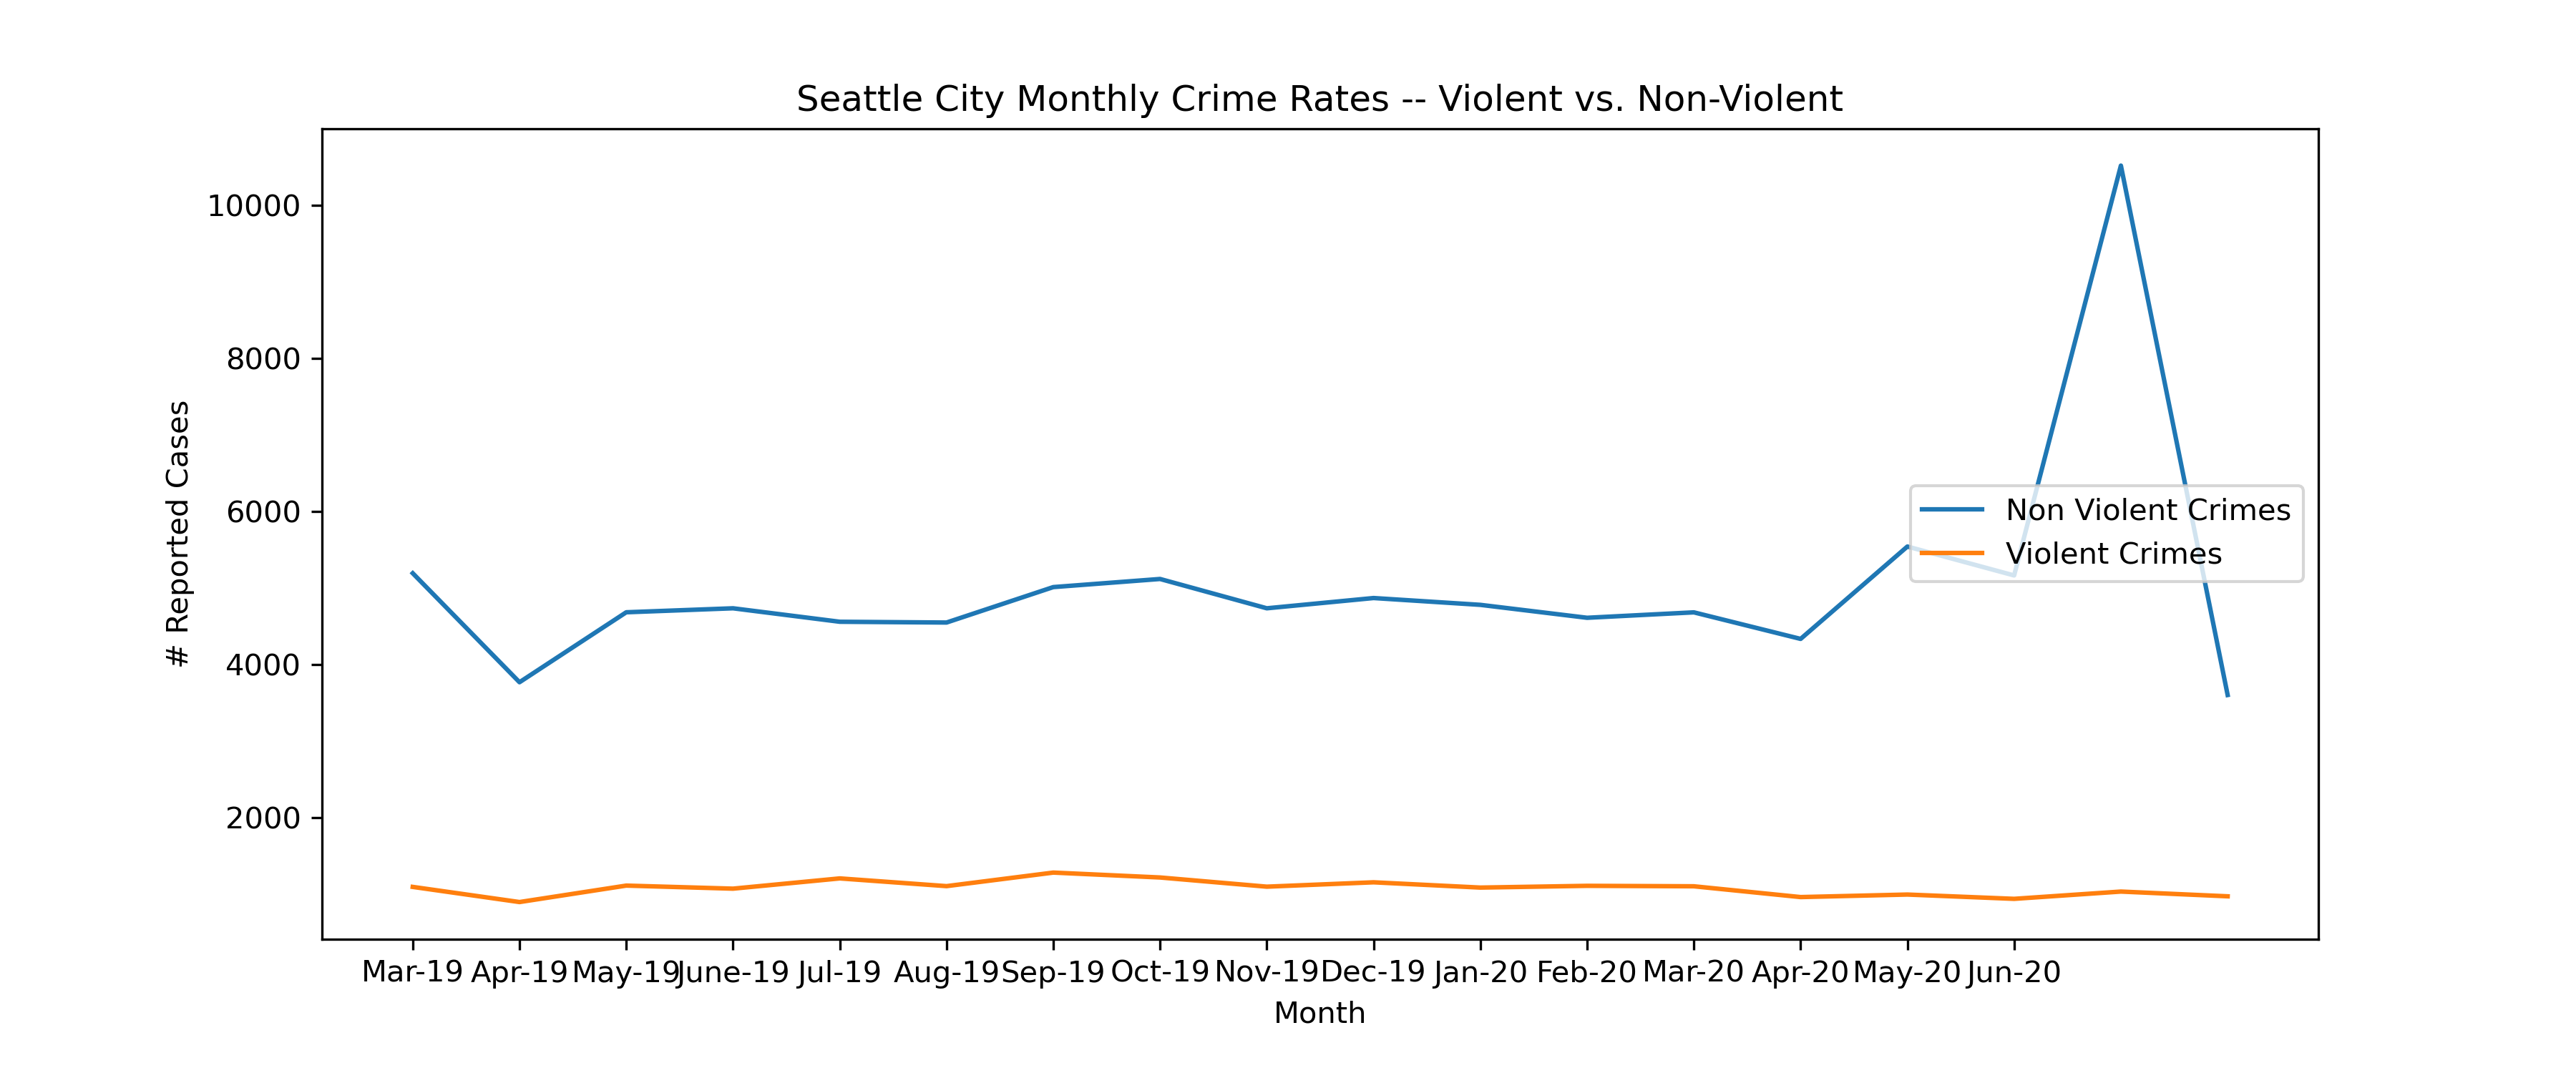 Seattle City Monthly Crime Rates -- Violent vs. Non-Violent
10000
8000
6000
4000
2000
# Reported Cases
Non Violent Crimes
Violent Crimes
Mar-19 Apr-19 May-19 June-19 Jul-19 Aug-19 Sep-19 Oct-19 Nov-19 Dec-19 Jan-20 Feb-20 Mar-20 Apr-20 May-20 Jun-20
Month